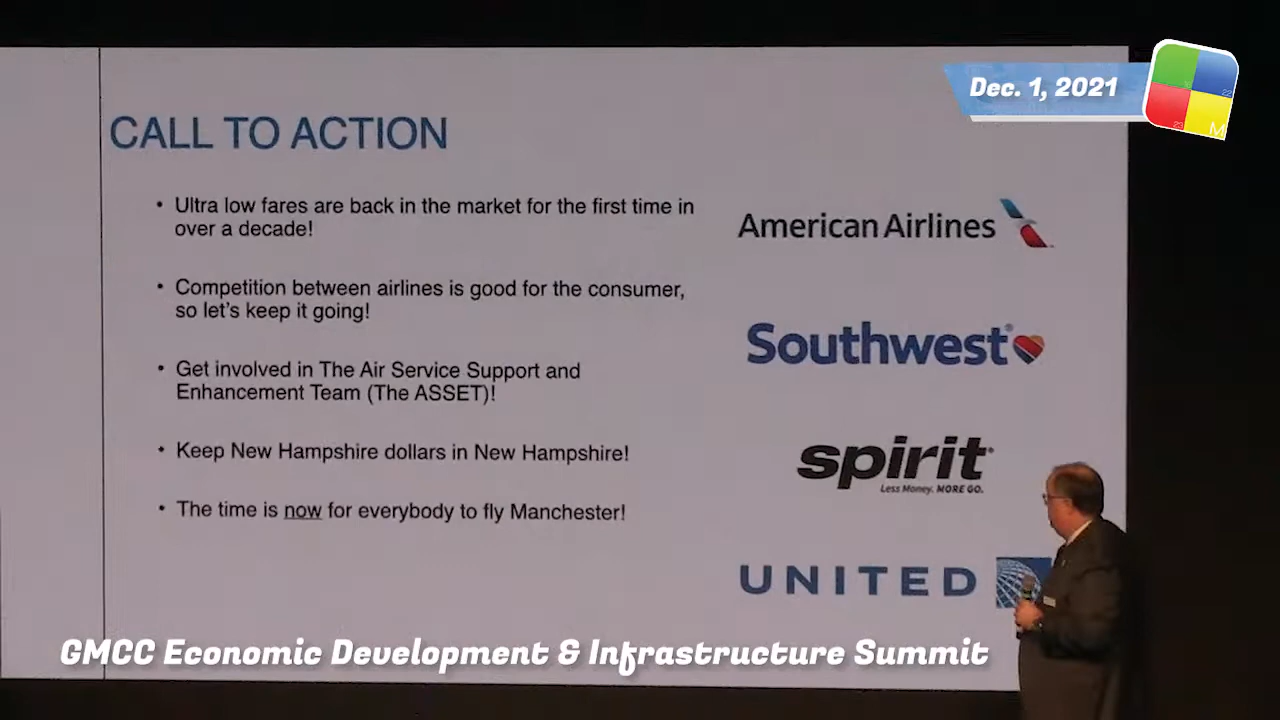 Dec. 1, 2021
X
22
23
M
CALL TO ACTION
• Ultra low fares are back in the market for the first time in
over a decade!
• Competition between airlines is good for the consumer,
so let's keep it going!
• Get involved in The Air Service Support and
Enhancement Team (The ASSET)!
• Keep New Hampshire dollars in New Hampshire!
• The time is now for everybody to fly Manchester!
American Airlines
Southwest®
spirit
Less Money. MORE GO.
UNITED
GMCC Economic Development & Infrastructure Summit